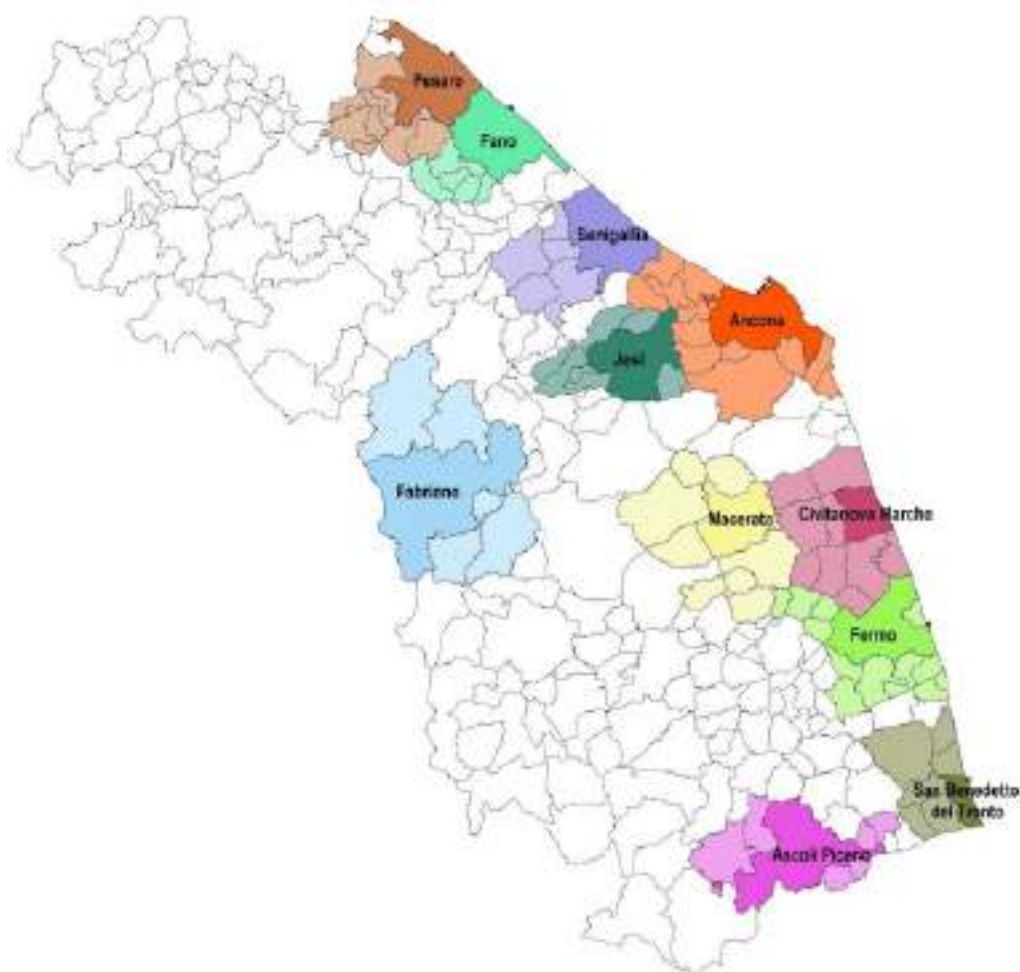 Pesaro
Fano
Senigallia
Ancona
Jesi
Fabriano
Macerata
Civitanova Marche
Fermo
San Benedetto
del Tronto
Ascoli Piceno